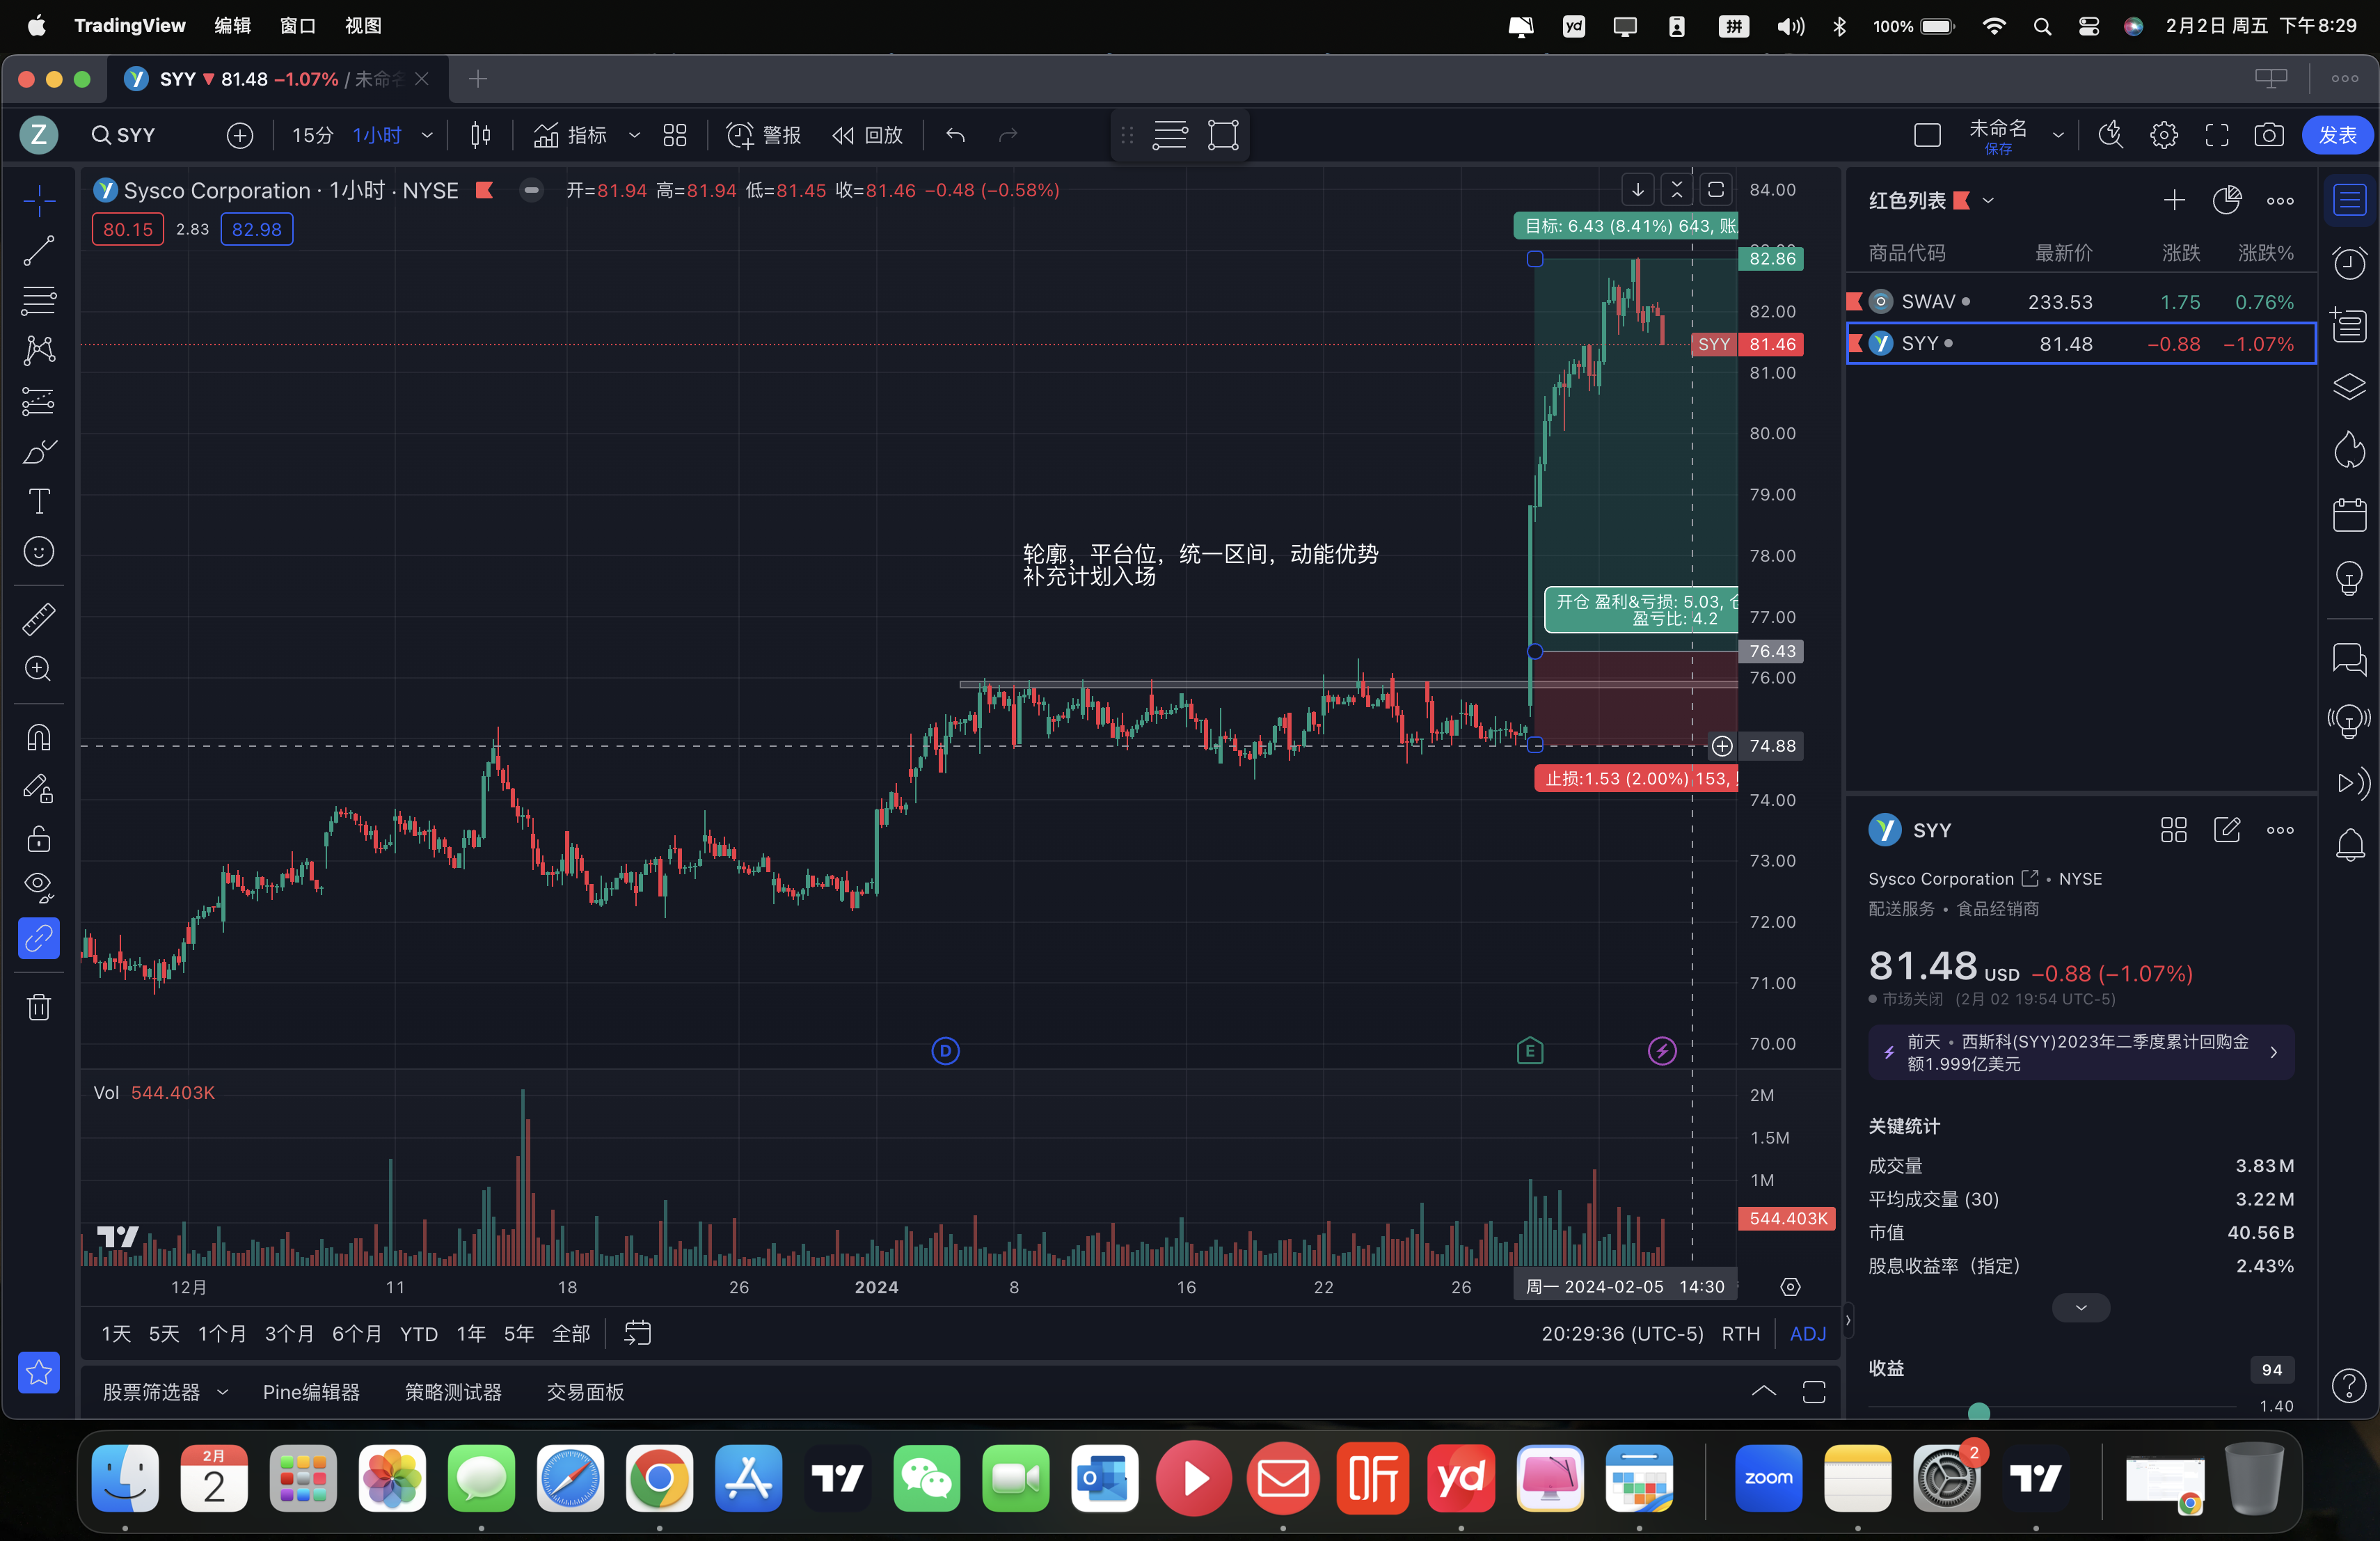 TradingView 编辑 窗口 视图
yd 拼 100% 2月2日 周五 下午8:29
SYY ▼ 81.48 −1.07% / 未命名
Z SYY 15分 1小时 指标 警报 回放 未命名 保存 发表
Sysco Corporation · 1小时 · NYSE 开=81.94 高=81.94 低=81.45 收=81.46 −0.48 (−0.58%)
80.15 2.83 82.98
目标: 6.43 (8.41%) 643, 账
轮廓，平台位，统一区间，动能优势
补充计划入场
开仓 盈利&亏损: 5.03,
盈亏比: 4.2
止损:1.53 (2.00%) 153,
84.00
82.86
82.00
SYY 81.46
81.00
80.00
79.00
78.00
77.00
76.43
76.00
74.88
74.00
73.00
72.00
71.00
70.00
D E
Vol 544.403K
2M
1.5M
1M
544.403K
12月 11 18 26 2024 8 16 22 26 周一 2024-02-05 14:30
1天 5天 1个月 3个月 6个月 YTD 1年 5年 全部 20:29:36 (UTC-5) RTH ADJ
股票筛选器 Pine编辑器 策略测试器 交易面板
红色列表
商品代码 最新价 涨跌 涨跌%
SWAV 233.53 1.75 0.76%
SYY 81.48 −0.88 −1.07%
SYY
Sysco Corporation • NYSE
配送服务 • 食品经销商
81.48 USD −0.88 (−1.07%)
市场关闭 (2月 02 19:54 UTC-5)
前天 • 西斯科(SYY)2023年二季度累计回购金
额1.999亿美元
关键统计
成交量 3.83M
平均成交量 (30) 3.22M
市值 40.56B
股息收益率（指定） 2.43%
收益 94
1.40
2月
2
听
yd
zoom
2